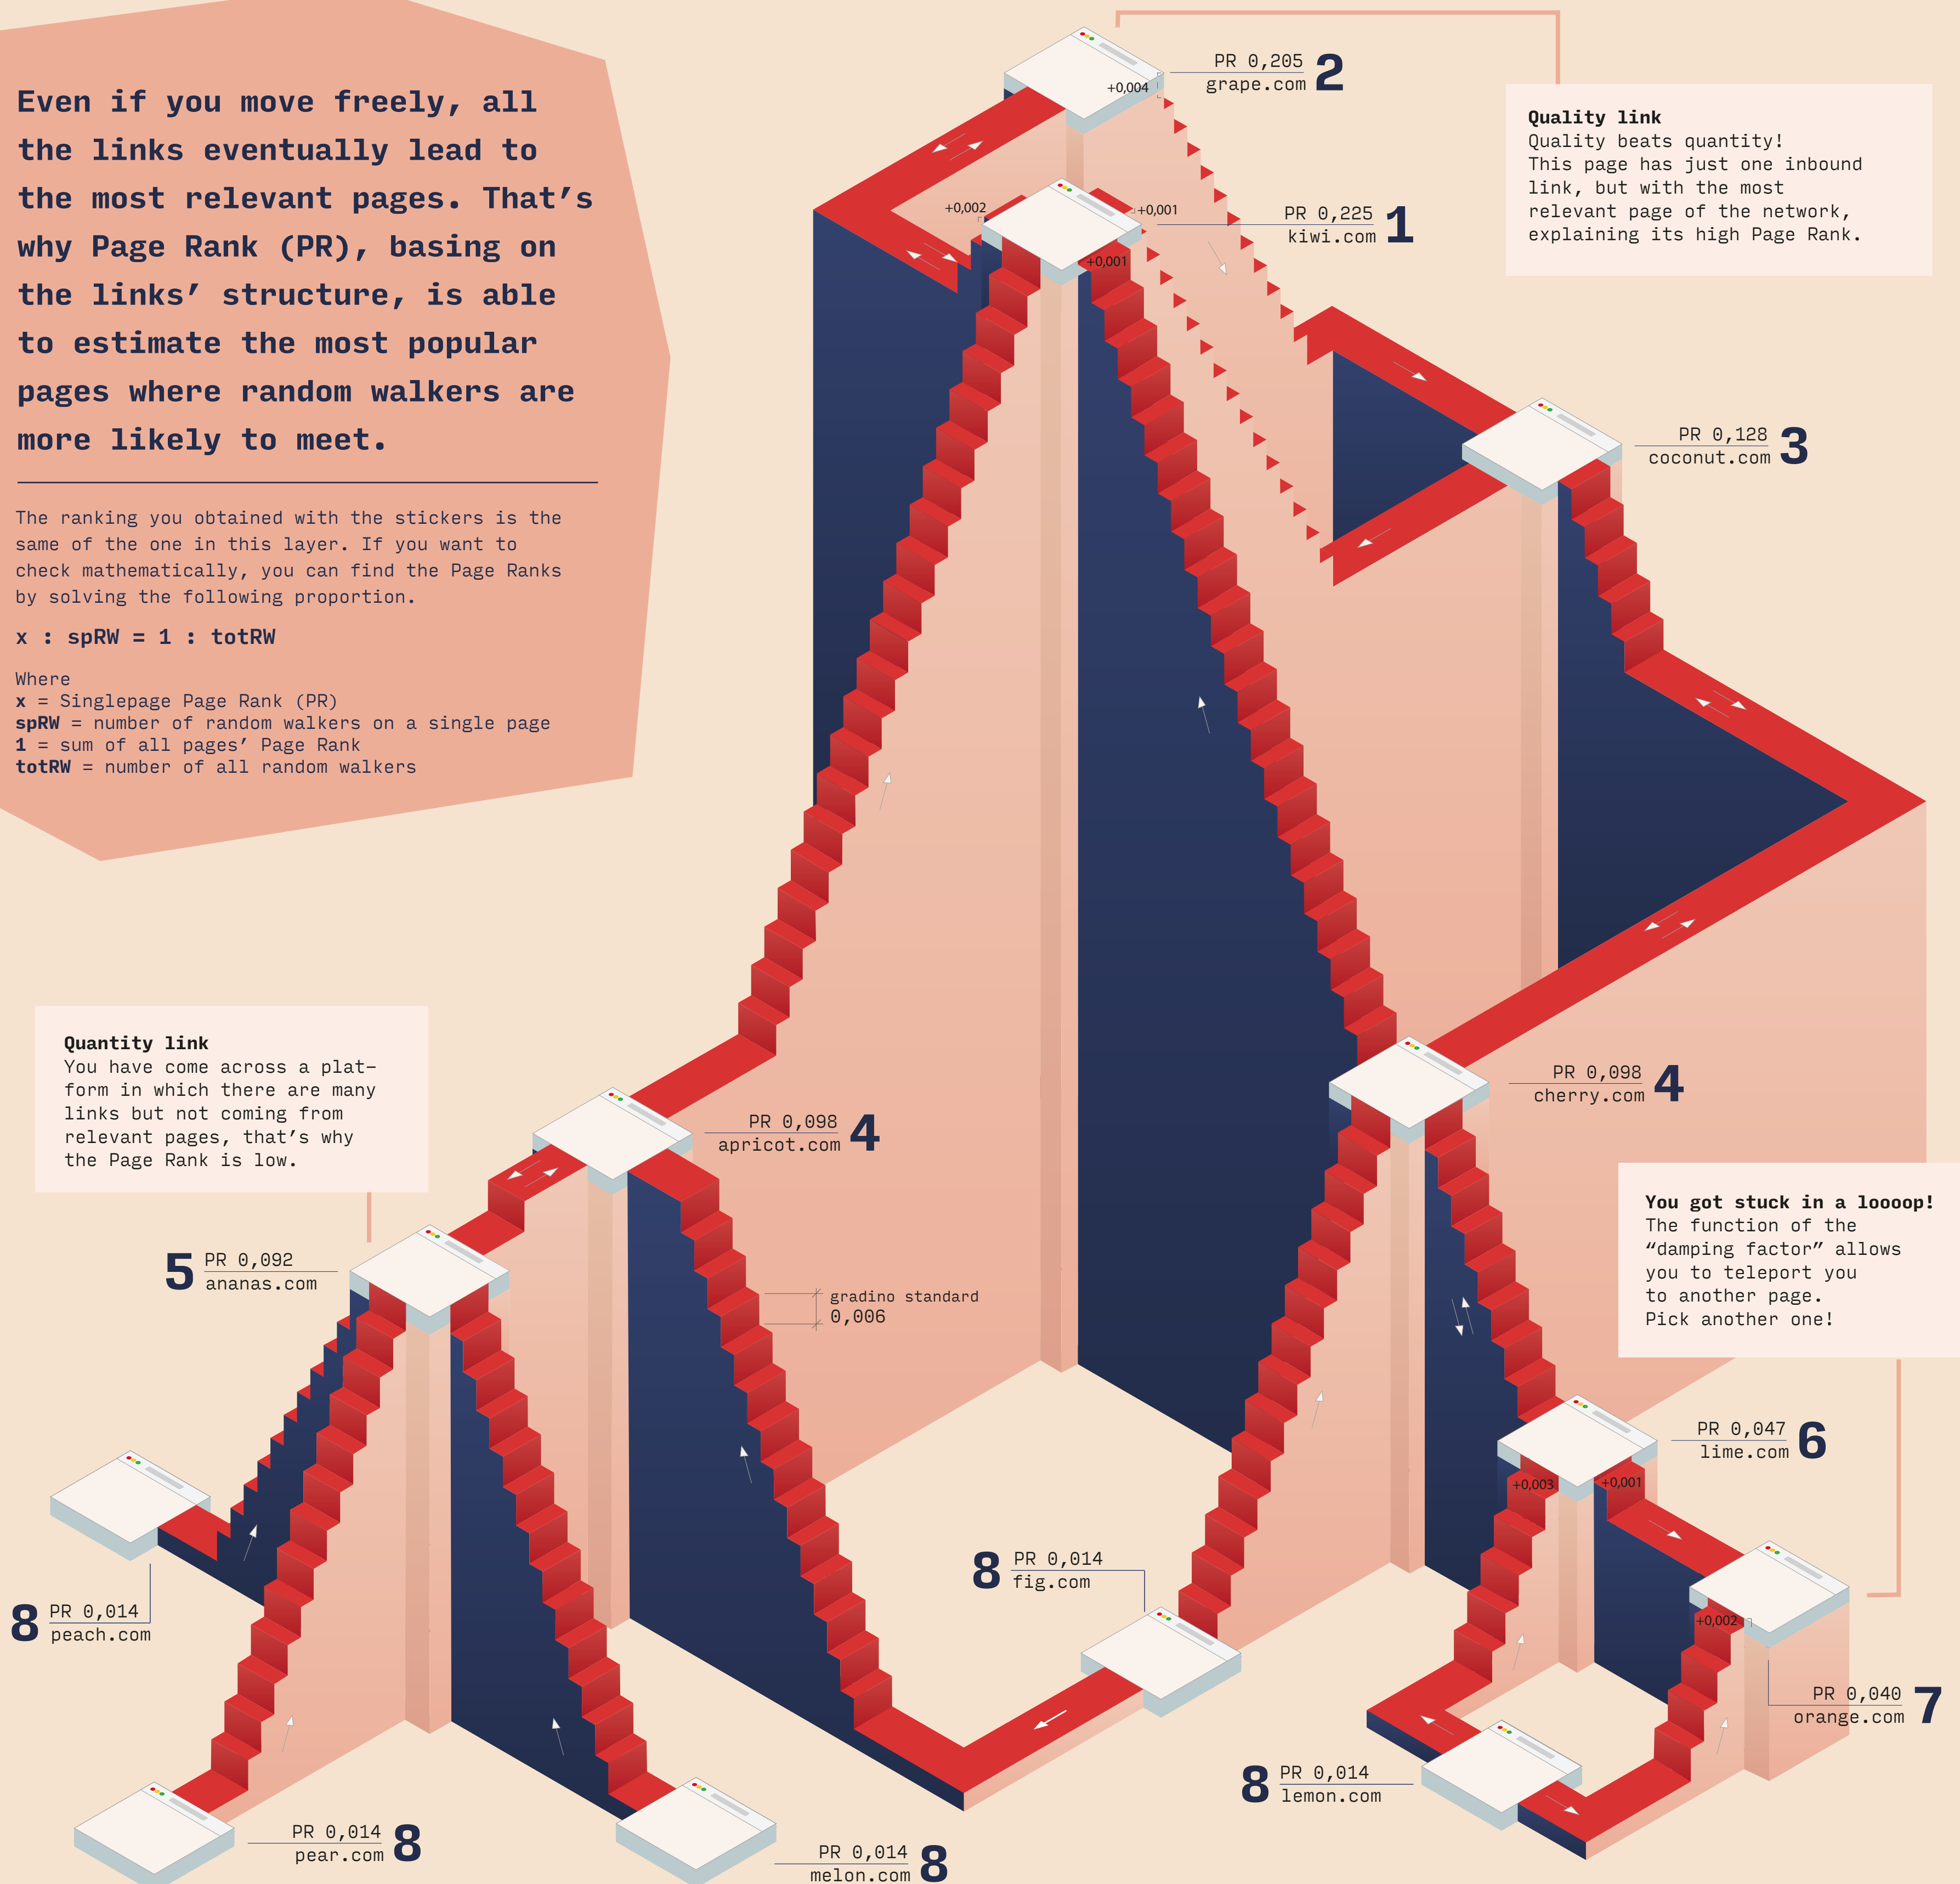 Even if you move freely, all
the links eventually lead to
the most relevant pages. That’s
why Page Rank (PR), basing on
the links’ structure, is able
to estimate the most popular
pages where random walkers are
more likely to meet.
The ranking you obtained with the stickers is the
same of the one in this layer. If you want to
check mathematically, you can find the Page Ranks
by solving the following proportion.
x : spRW = 1 : totRW
Where
x = Singlepage Page Rank (PR)
spRW = number of random walkers on a single page
1 = sum of all pages’ Page Rank
totRW = number of all random walkers
PR 0,205
grape.com
2
+0,004
Quality link
Quality beats quantity!
This page has just one inbound
link, but with the most
relevant page of the network,
explaining its high Page Rank.
+0,002
+0,001
+0,001
PR 0,225
kiwi.com
1
PR 0,128
coconut.com
3
Quantity link
You have come across a plat–
form in which there are many
links but not coming from
relevant pages, that’s why
the Page Rank is low.
PR 0,098
apricot.com
4
PR 0,098
cherry.com
4
5
PR 0,092
ananas.com
gradino standard
0,006
You got stuck in a loooop!
The function of the
“damping factor” allows
you to teleport you
to another page.
Pick another one!
PR 0,047
lime.com
6
+0,003
+0,001
8
PR 0,014
fig.com
8
PR 0,014
peach.com
+0,002
PR 0,040
orange.com
7
8
PR 0,014
lemon.com
PR 0,014
pear.com
8
PR 0,014
melon.com
8